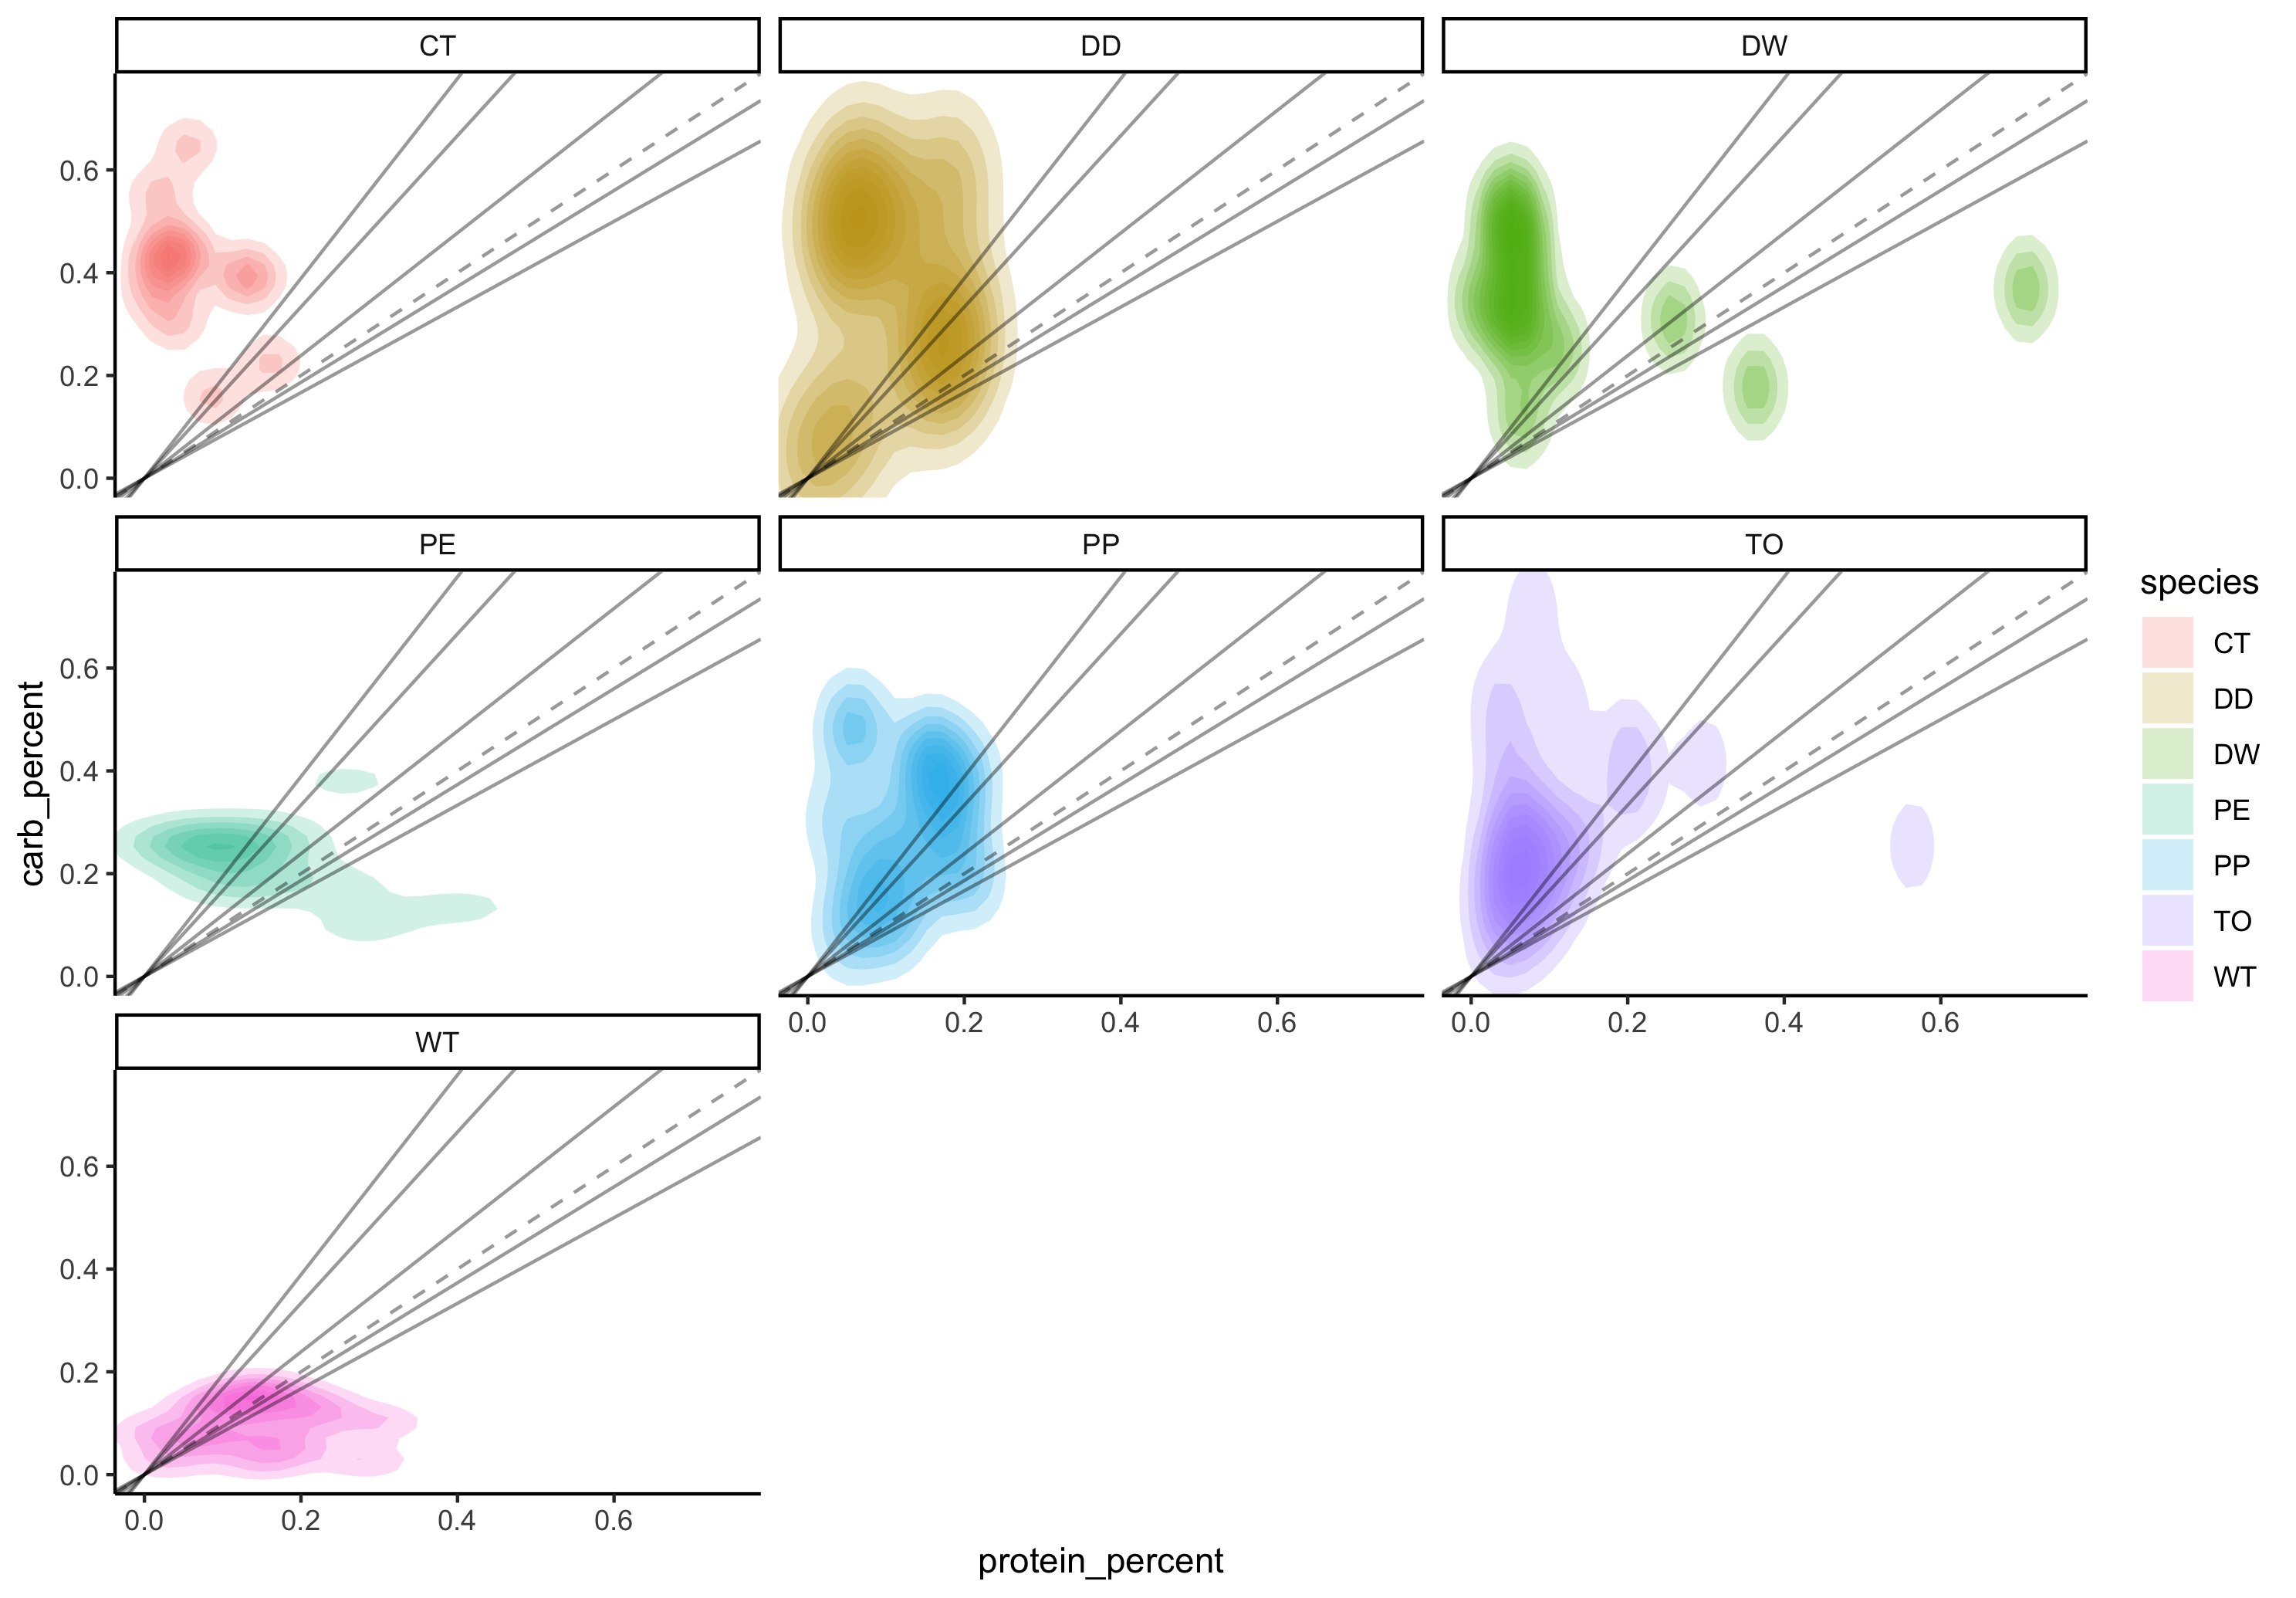 CT DD DW
0.6
0.4
0.2
0.0
PE PP TO
0.6
0.4
0.2
0.0
0.0 0.2 0.4 0.6 0.0 0.2 0.4 0.6
WT
0.6
0.4
0.2
0.0
0.0 0.2 0.4 0.6
carb_percent
protein_percent
species
CT
DD
DW
PE
PP
TO
WT